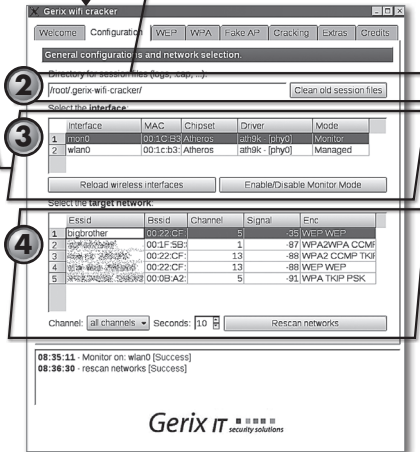 Gerix wifi cracker
Welcome Configuration WEP WPA Fake AP Cracking Extras Credits
General configurations and network selection.
Directory for session files (logs, .cap, ...):
2
/root/.gerix-wifi-cracker/ Clean old session files
Select the interface:
3
Interface MAC Chipset Driver Mode
1 mon0 00:1C:B3 Atheros ath9k - [phy0] Monitor
2 wlan0 00:1c:b3: Atheros ath9k - [phy0] Managed
Reload wireless interfaces Enable/Disable Monitor Mode
Select the target network:
4
Essid Bssid Channel Signal Enc
1 bigbrother 00:22:CF: 5 -35 WEP WEP
2 00:1F:5B: 1 -87 WPA2WPA CCMF
3 00:22:CF: 13 -88 WPA2 CCMP TKIF
4 00:22:CF: 13 -88 WEP WEP
5 00:0B:A2: 5 -91 WPA TKIP PSK
Channel: all channels Seconds: 10 Rescan networks
08:35:11 - Monitor on: wlan0 [Success]
08:36:30 - rescan networks [Success]
Gerix IT security solutions